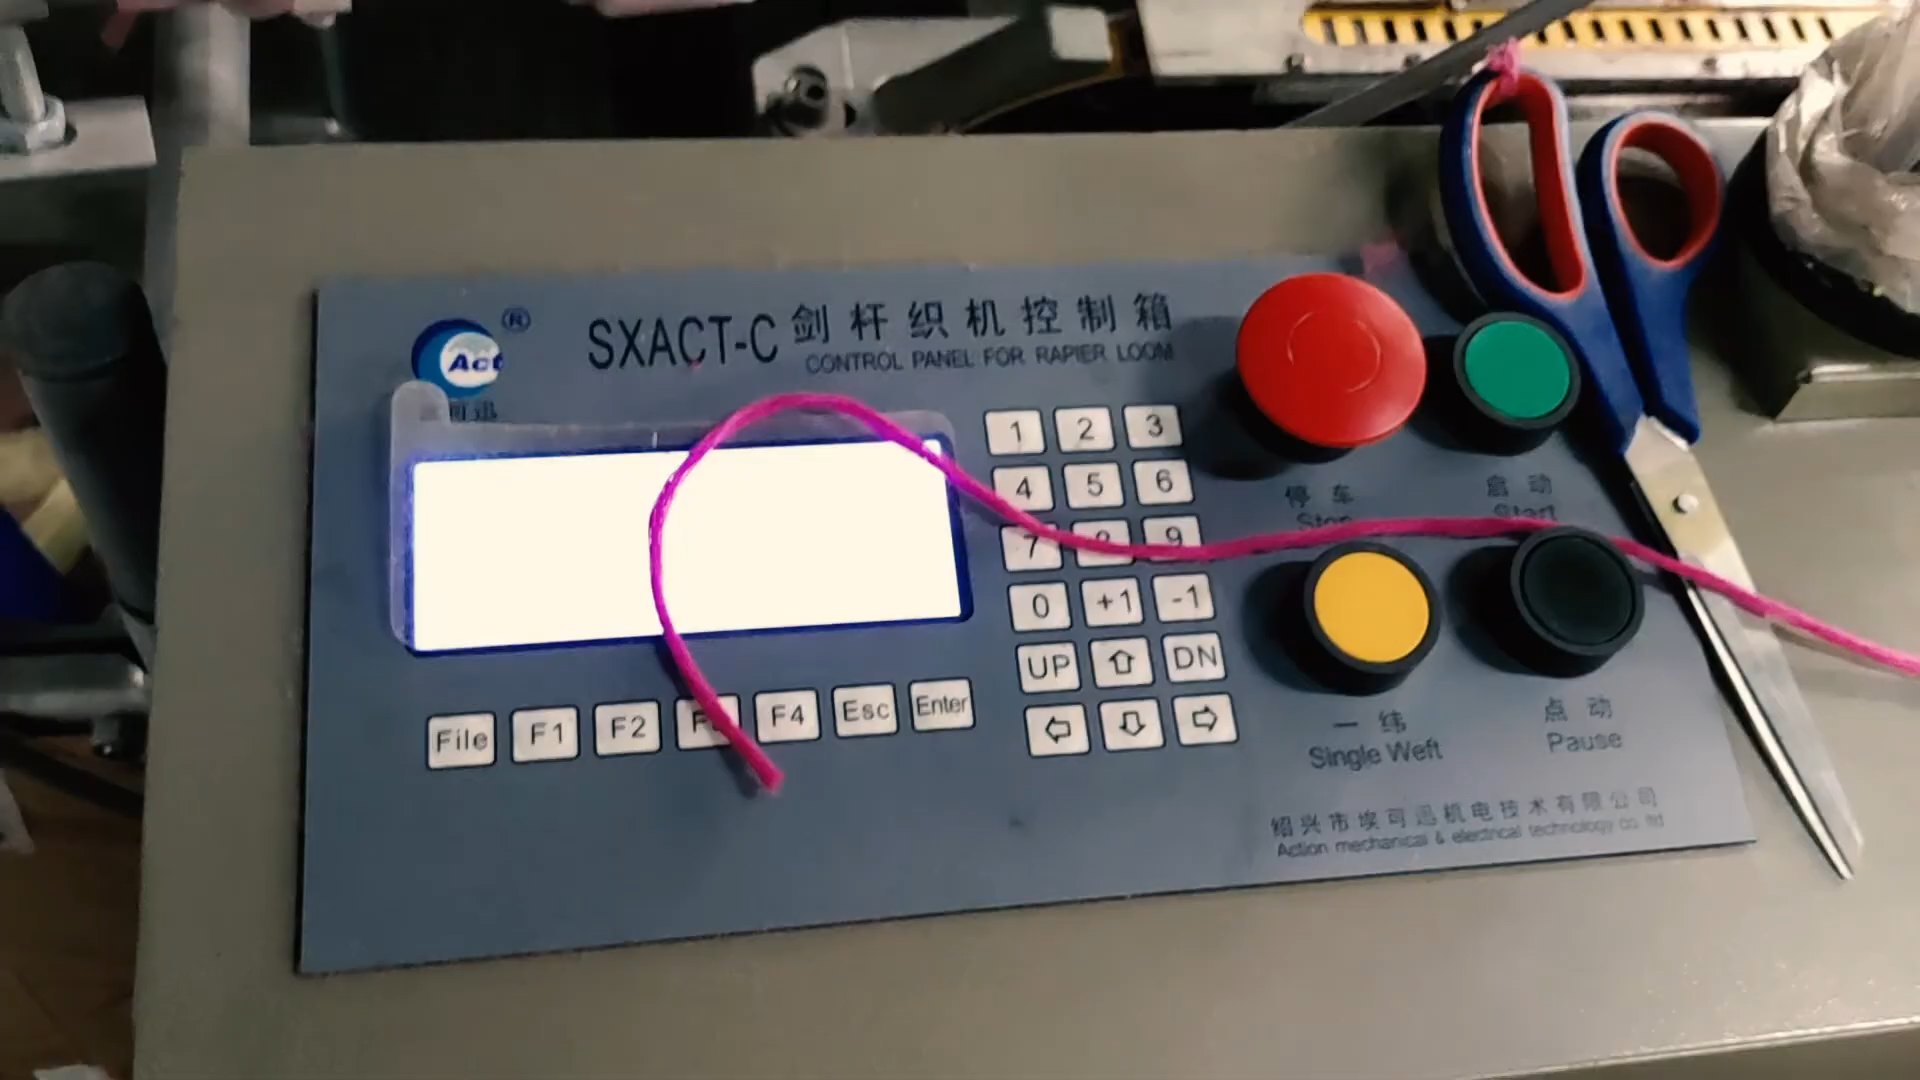 ®
Act
可迅
SXACT-C 剑杆织机控制箱
CONTROL PANEL FOR RAPIER LOOM
1 2 3
4 5 6
7 9
0 +1 -1
UP ⇧ DN
⇦ ⇩ ⇨
File F1 F2 F4 Esc Enter
停车
Stop
启动
Start
一纬
Single Weft
点动
Pause
绍兴市埃可迅机电技术有限公司
Action mechanical & electrical technology co. ltd